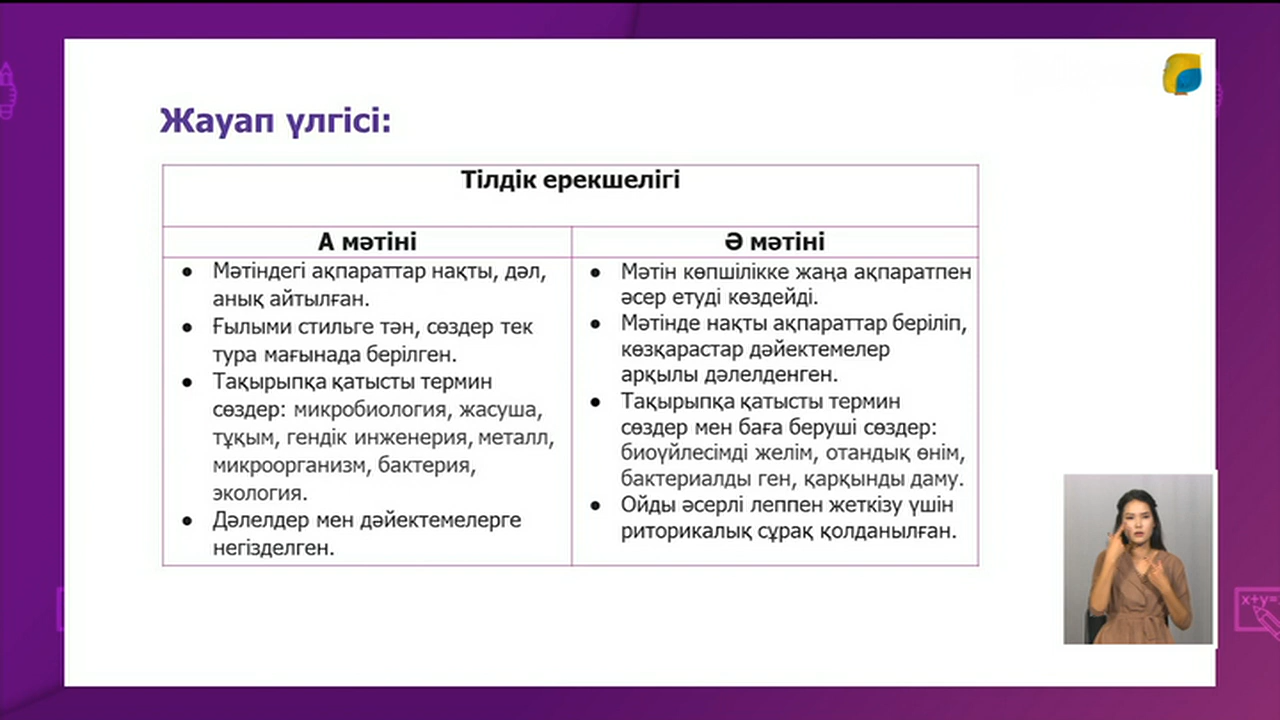 Жауап үлгісі:
Тілдік ерекшелігі
А мәтіні
● Мәтіндегі ақпараттар нақты, дәл,
анық айтылған.
● Ғылыми стильге тән, сөздер тек
тура мағынада берілген.
● Тақырыпқа қатысты термин
сөздер: микробиология, жасуша,
тұқым, гендік инженерия, металл,
микроорганизм, бактерия,
экология.
● Дәлелдер мен дәйектемелерге
негізделген.
Ә мәтіні
● Мәтін көпшілікке жаңа ақпаратпен
әсер етуді көздейді.
● Мәтінде нақты ақпараттар беріліп,
көзқарастар дәйектемелер
арқылы дәлелденген.
● Тақырыпқа қатысты термин
сөздер мен баға беруші сөздер:
биоүйлесімді желім, отандық өнім,
бактериалды ген, қарқынды даму.
● Ойды әсерлі леппен жеткізу үшін
риторикалық сұрақ қолданылған.
x+y=